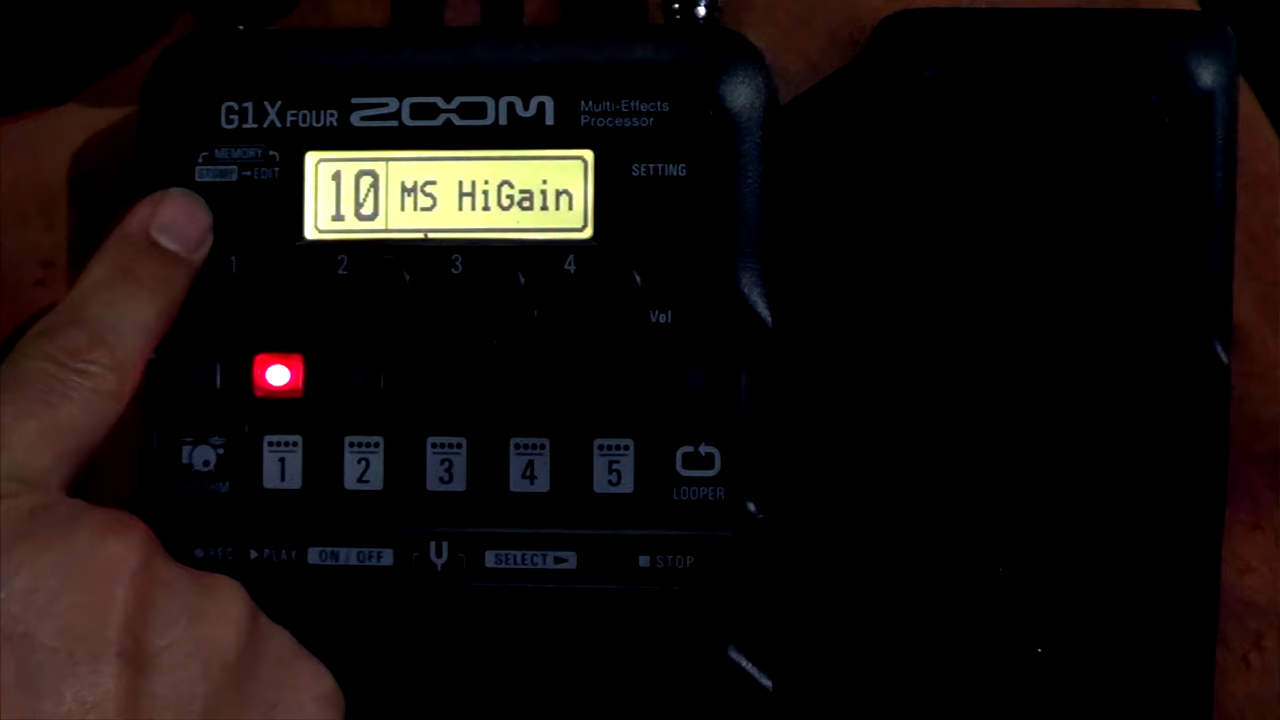 G1X FOUR ZOOM Multi-Effects
Processor
MEMORY
STOMP → EDIT
10 MS HiGain
SETTING
1 2 3 4
Vol
1 2 3 4 5
LOOPER
REC ▶ PLAY ON / OFF SELECT ▶ ■ STOP